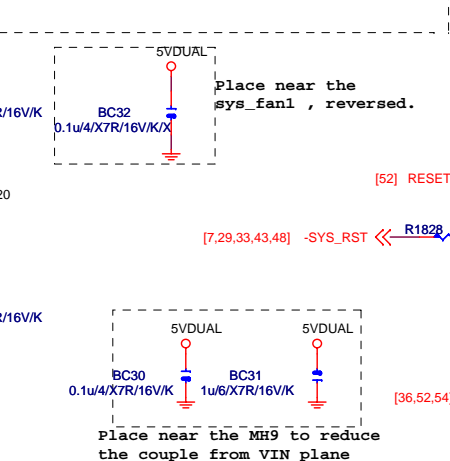 5VDUAL
Place near the
sys_fan1 , reversed.
R/16V/K
BC32
0.1u/4/X7R/16V/K/X
[52] RESET
20
[7,29,33,43,48] -SYS_RST
R1828
R/16V/K
5VDUAL
5VDUAL
BC30
BC31
0.1u/4/X7R/16V/K
1u/6/X7R/16V/K
[36,52,54]
Place near the MH9 to reduce
the couple from VIN plane